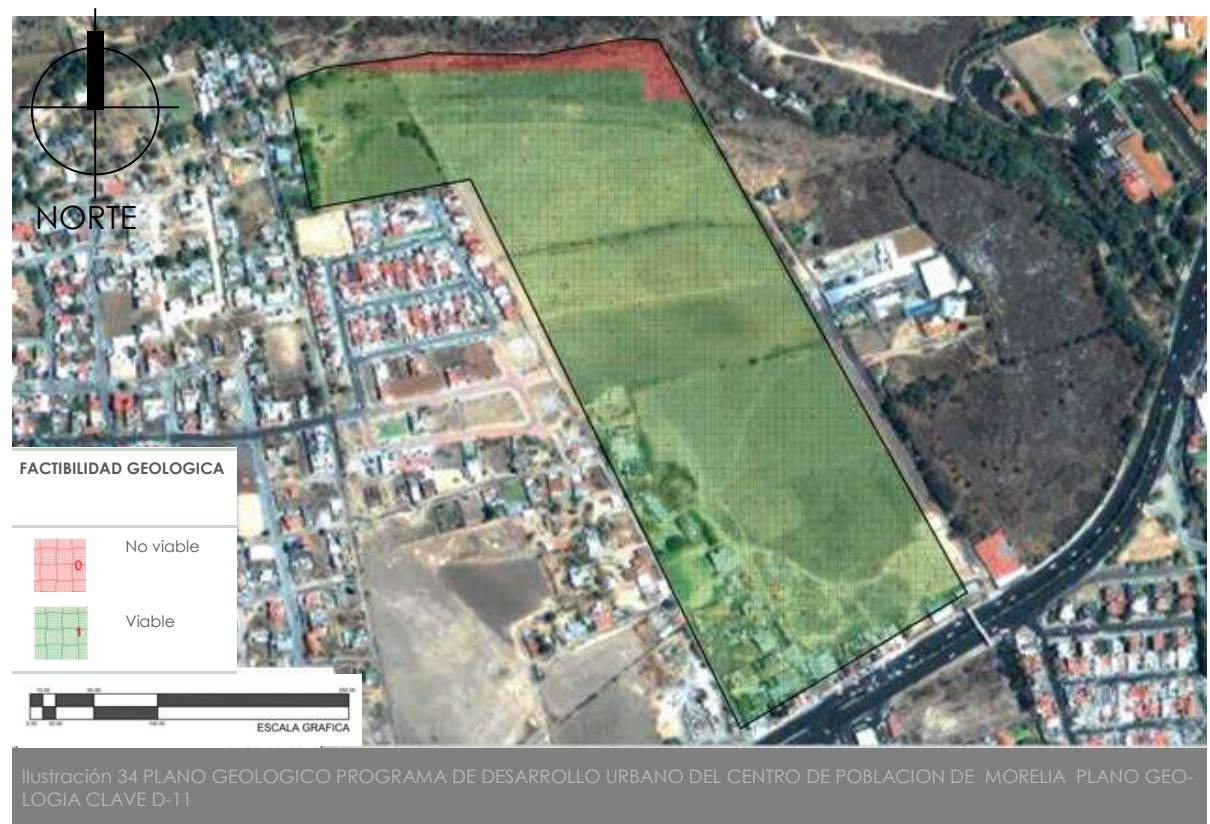 NORTE
FACTIBILIDAD GEOLOGICA
0
No viable
1
Viable
ESCALA GRAFICA
Ilustración 34 PLANO GEOLOGICO PROGRAMA DE DESARROLLO URBANO DEL CENTRO DE POBLACION DE MORELIA PLANO GEO-
LOGIA CLAVE D-11